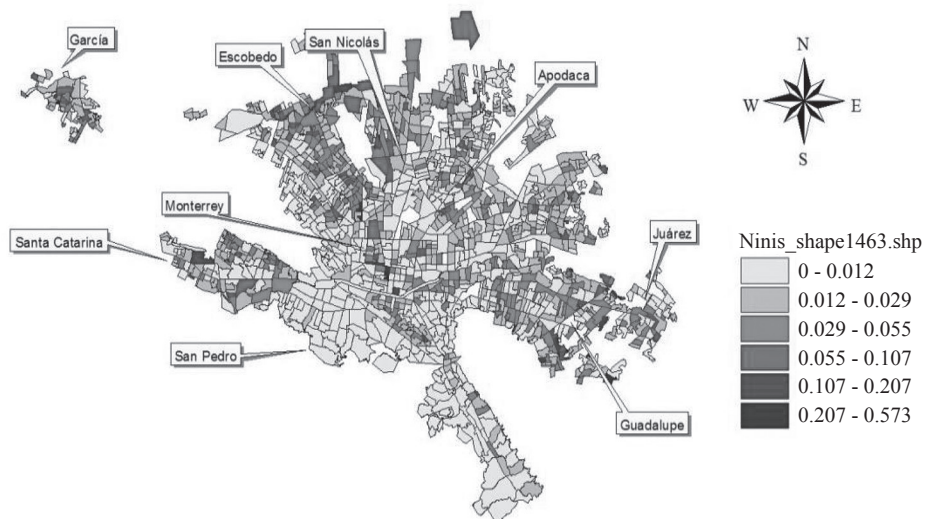 García
San Nicolás
Escobedo
Apodaca
N
W E
S
Monterrey
Santa Catarina
Juárez
San Pedro
Guadalupe
Ninis_shape1463.shp
0 - 0.012
0.012 - 0.029
0.029 - 0.055
0.055 - 0.107
0.107 - 0.207
0.207 - 0.573